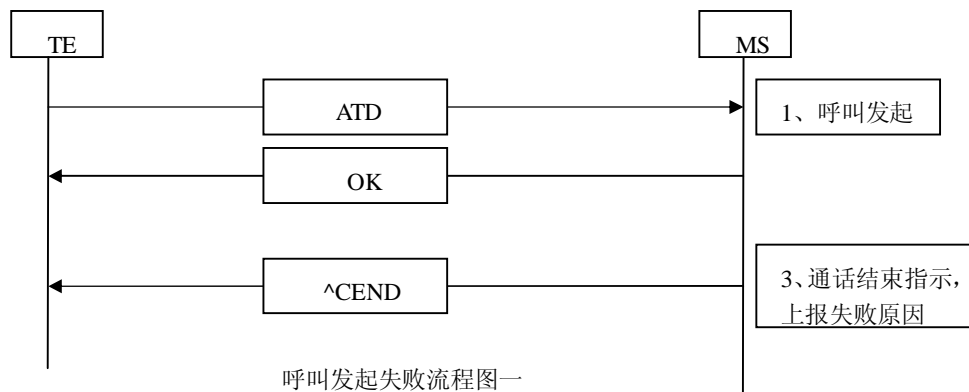 TE
MS
ATD
1、呼叫发起
OK
^CEND
3、通话结束指示，
上报失败原因
呼叫发起失败流程图一